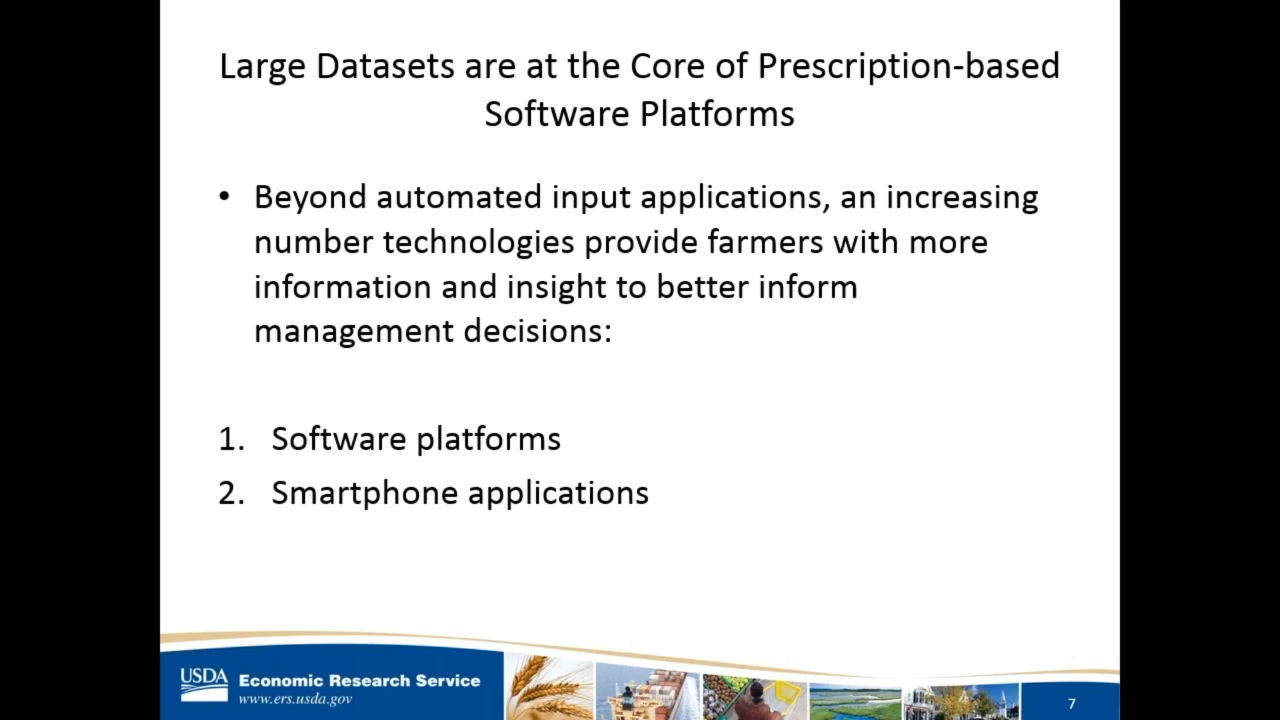 Large Datasets are at the Core of Prescription-based
Software Platforms
• Beyond automated input applications, an increasing
number technologies provide farmers with more
information and insight to better inform
management decisions:
1. Software platforms
2. Smartphone applications
USDA
Economic Research Service
www.ers.usda.gov
7